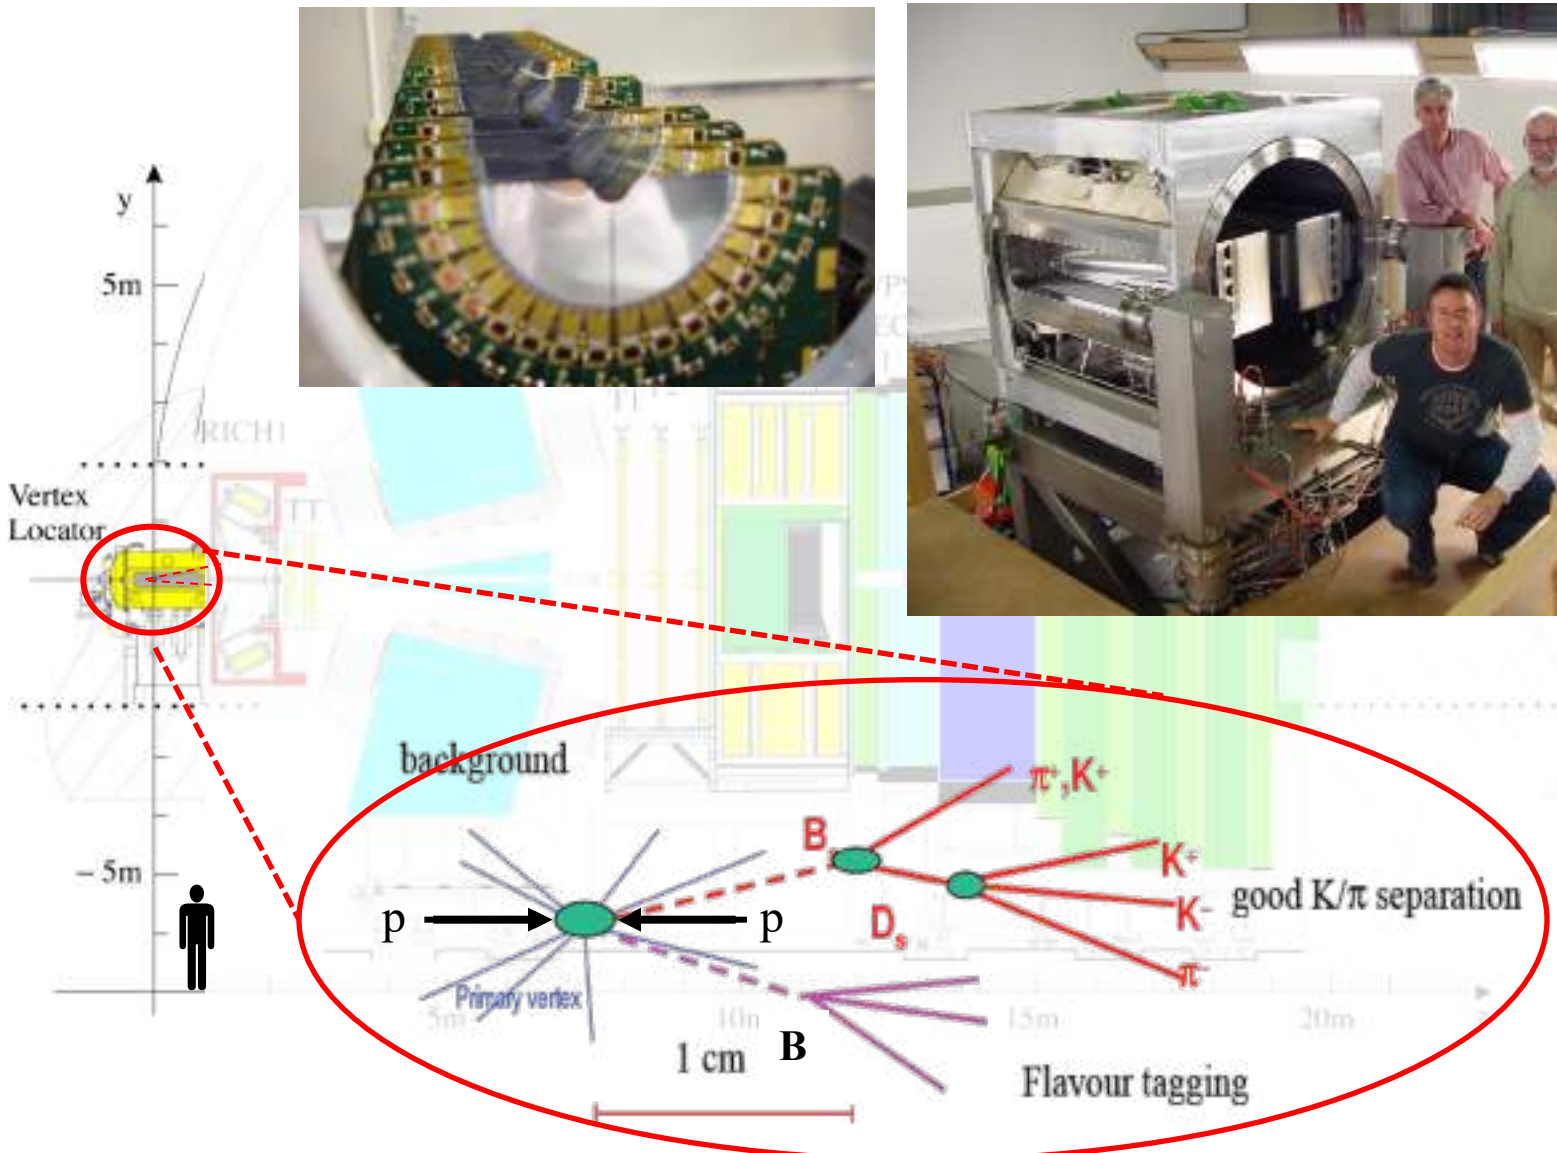 y
5m
RICH1
TT
Vertex
Locator
background
π⁺,K⁺
B
K⁺
– 5m
good K/π separation
K⁻
p
p
Dₛ
π⁻
Primary vertex
5m
15m
20m
B
1 cm
Flavour tagging